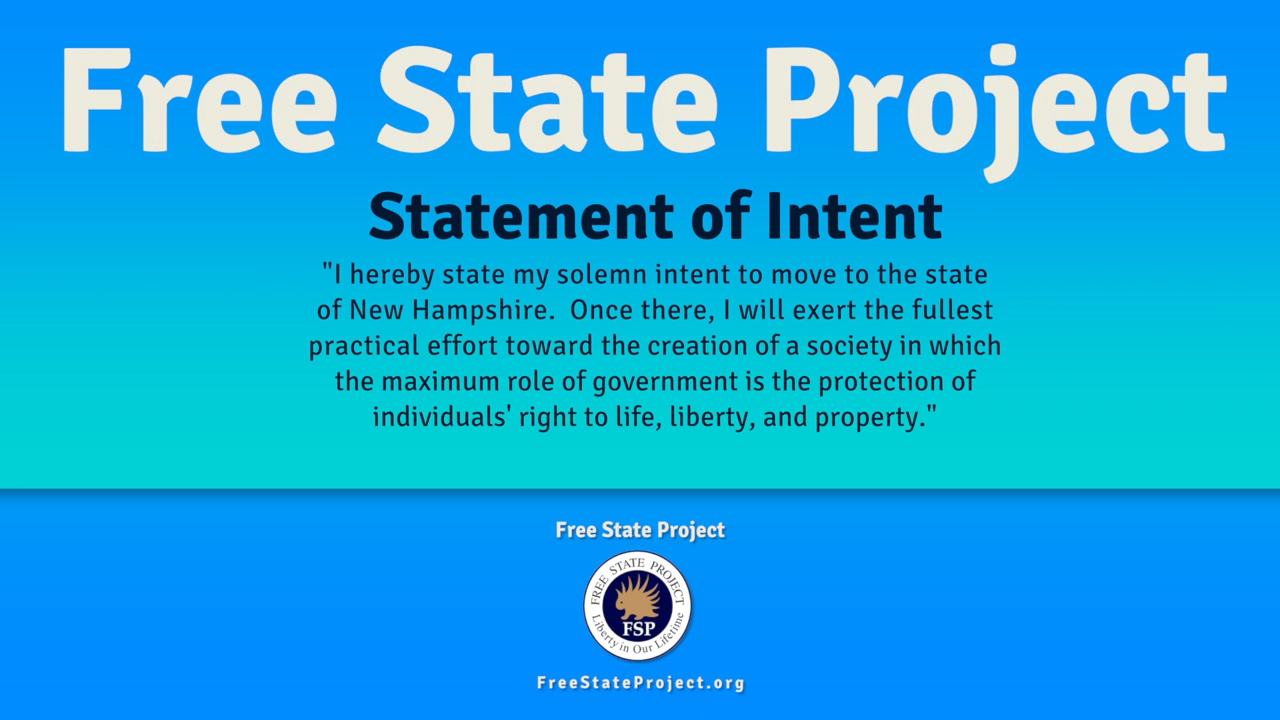 Free State Project
Statement of Intent
"I hereby state my solemn intent to move to the state
of New Hampshire.  Once there, I will exert the fullest
practical effort toward the creation of a society in which
the maximum role of government is the protection of
individuals' right to life, liberty, and property."
Free State Project
FREE STATE PROJECT
FSP
Liberty in Our Lifetime
FreeStateProject.org